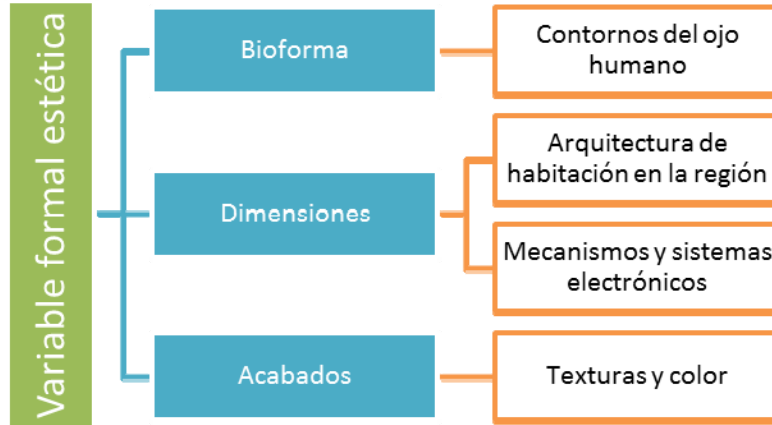 Variable formal estética
Bioforma
Contornos del ojo
humano
Dimensiones
Arquitectura de
habitación en la región
Mecanismos y sistemas
electrónicos
Acabados
Texturas y color